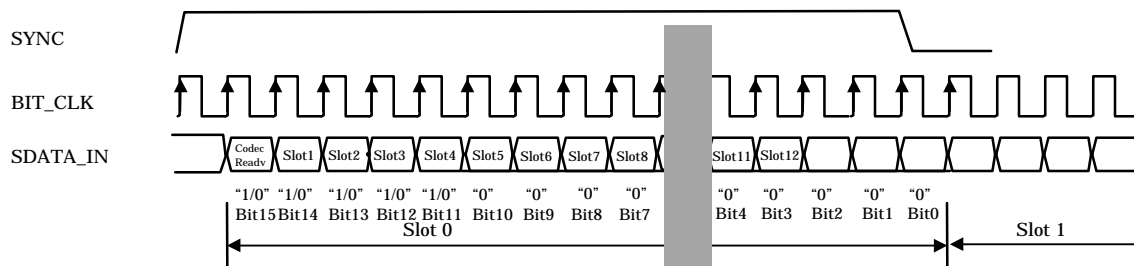 SYNC
BIT_CLK
SDATA_IN
Codec Readv Slot1 Slot2 Slot3 Slot4 Slot5 Slot6 Slot7 Slot8 Slot11 Slot12
“1/0” “1/0” “1/0” “1/0” “1/0” “0” “0” “0” “0” “0” “0” “0” “0” “0”
Bit15 Bit14 Bit13 Bit12 Bit11 Bit10 Bit9 Bit8 Bit7 Bit4 Bit3 Bit2 Bit1 Bit0
Slot 0 Slot 1